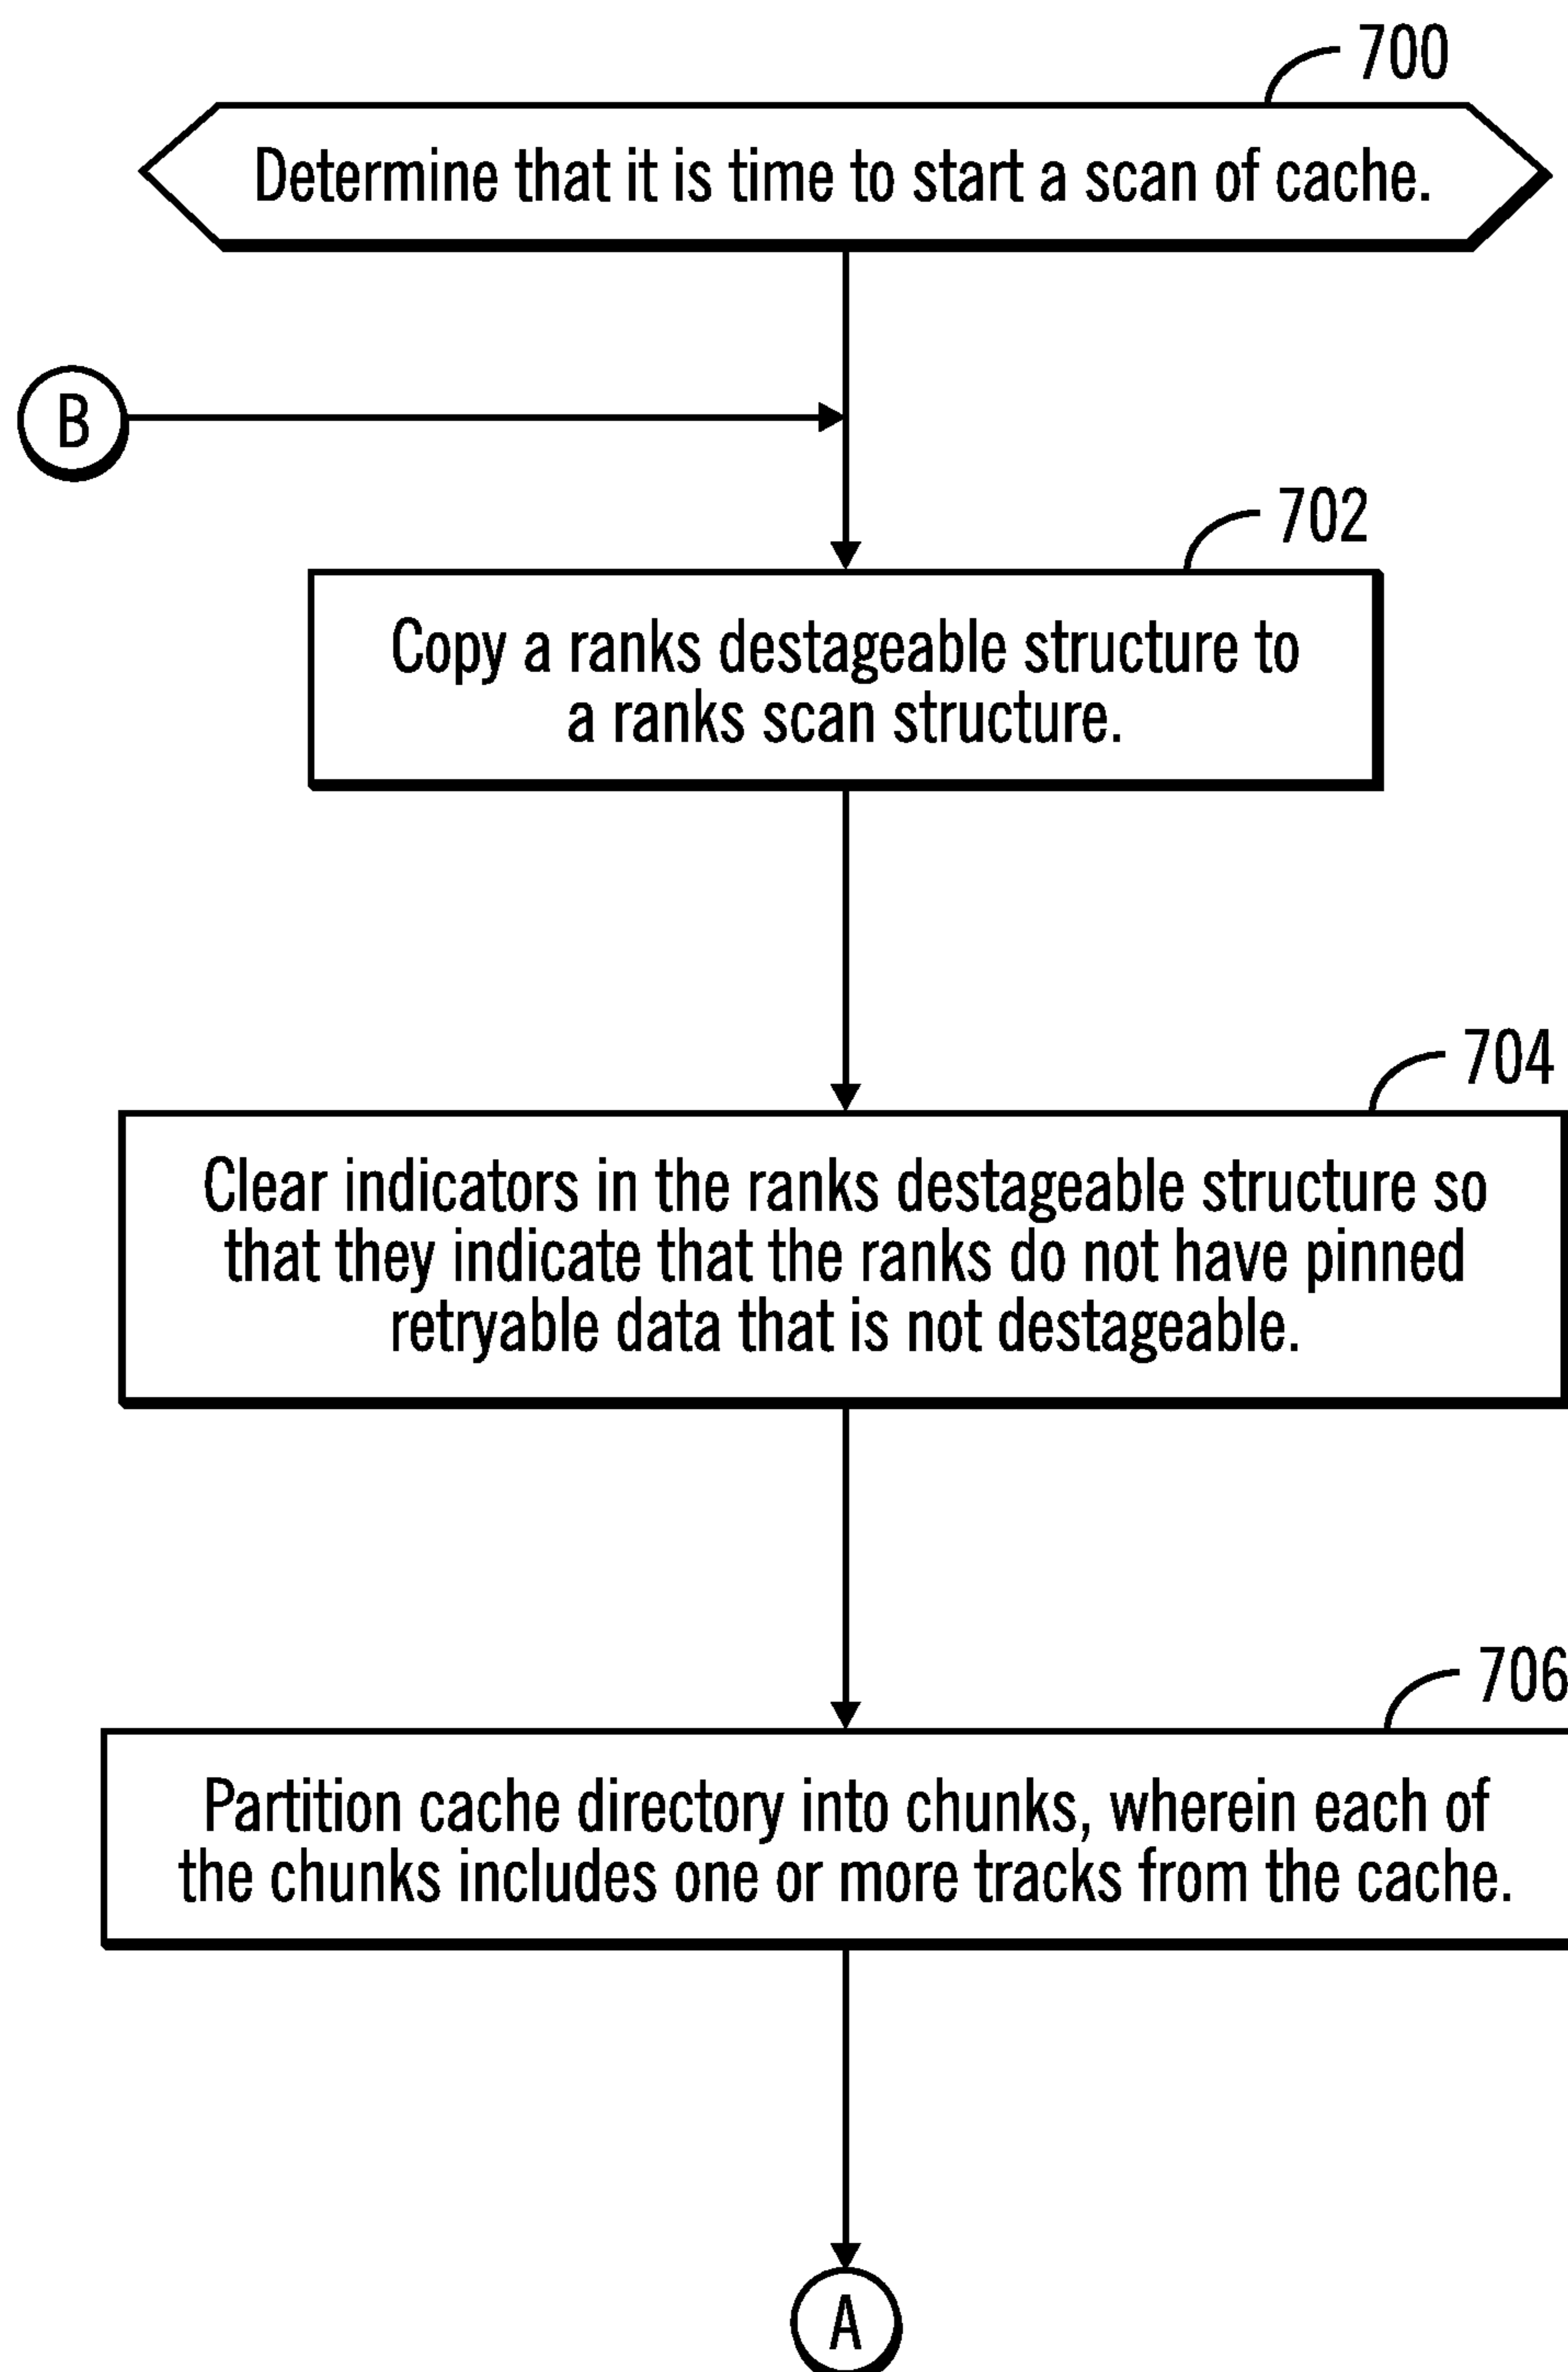 700
Determine that it is time to start a scan of cache.
B
702
Copy a ranks destageable structure to
a ranks scan structure.
704
Clear indicators in the ranks destageable structure so
that they indicate that the ranks do not have pinned
retryable data that is not destageable.
706
Partition cache directory into chunks, wherein each of
the chunks includes one or more tracks from the cache.
A